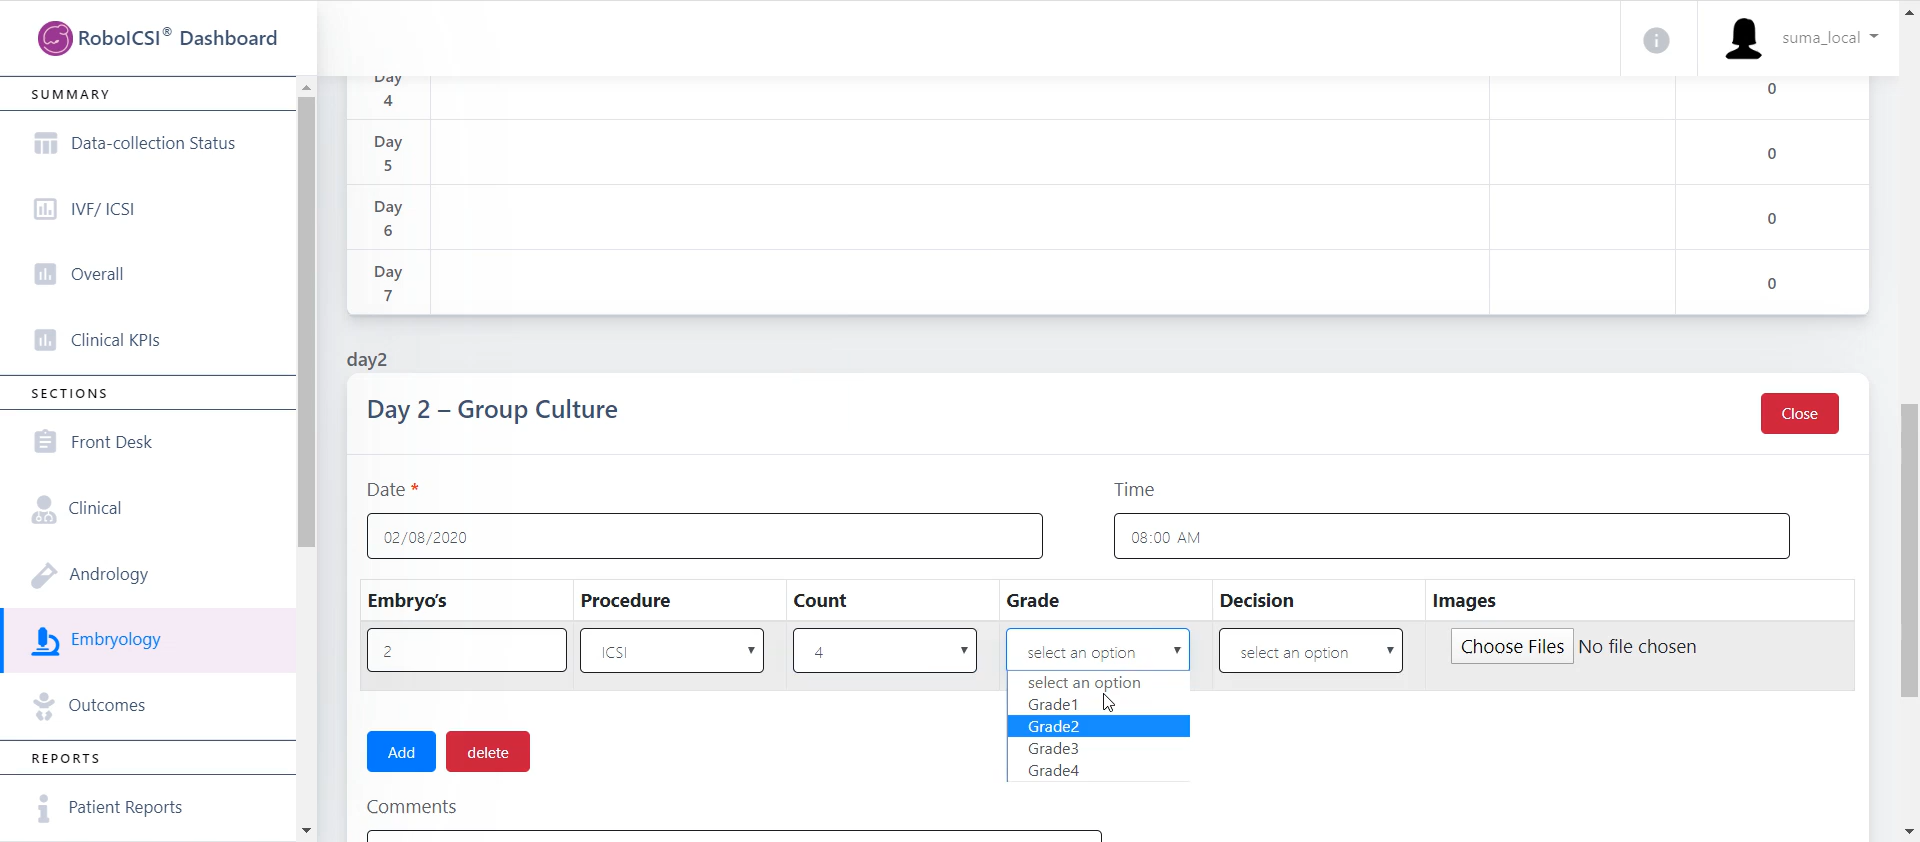 RoboICSI® Dashboard
suma_local
SUMMARY
Data-collection Status
IVF/ ICSI
Overall
Clinical KPIs
SECTIONS
Front Desk
Clinical
Andrology
Embryology
Outcomes
REPORTS
Patient Reports
Day
4
0
Day
5
0
Day
6
0
Day
7
0
day2
Day 2 – Group Culture
Close
Date *
Time
02/08/2020
08:00 AM
Embryo's Procedure Count Grade Decision Images
2 ICSI 4 select an option select an option Choose Files No file chosen
select an option
Grade1
Grade2
Grade3
Grade4
Add delete
Comments